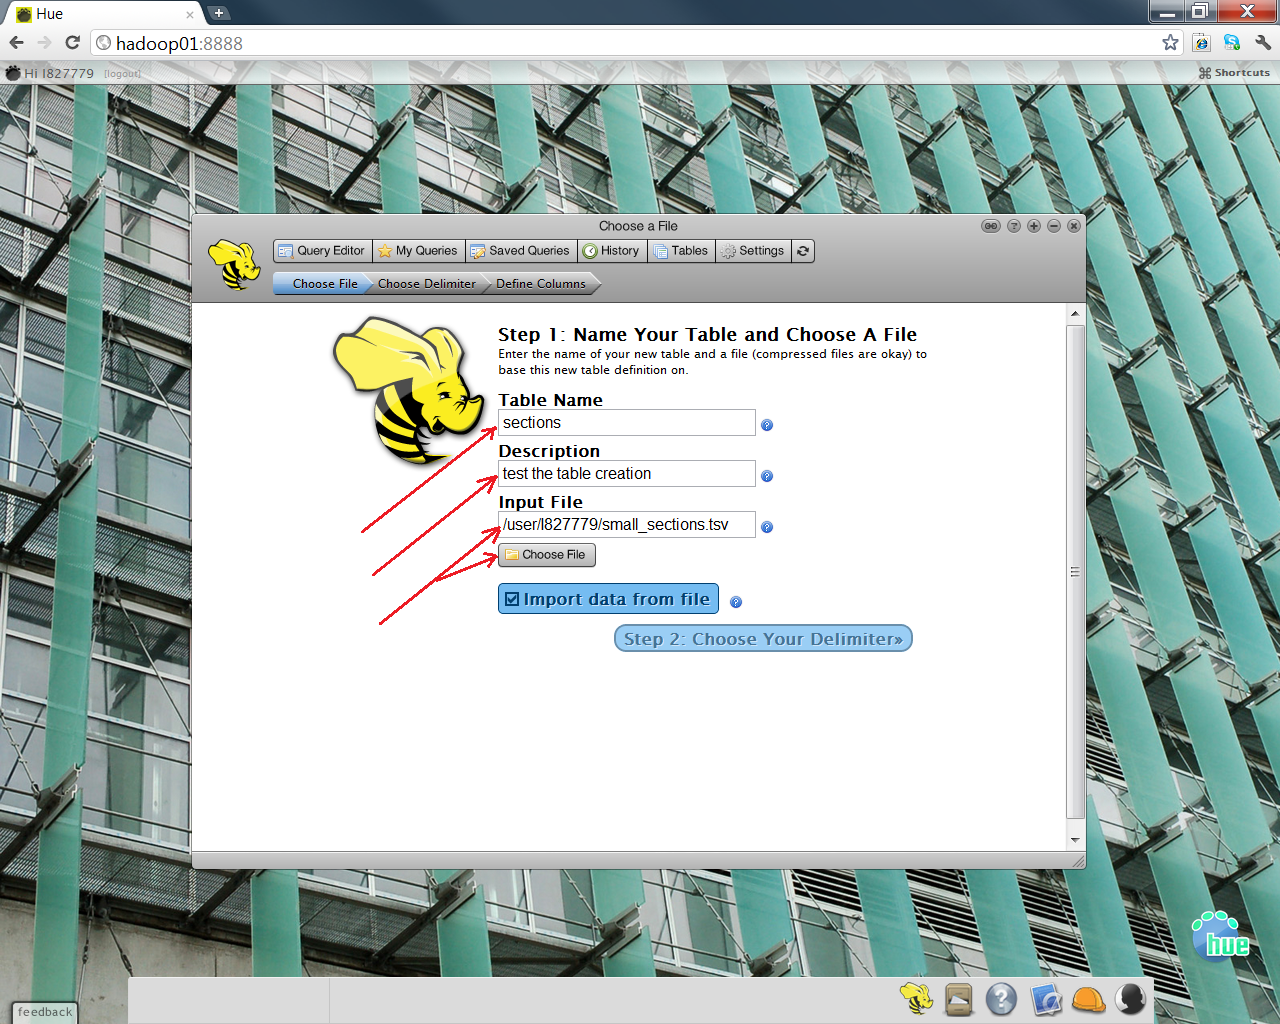 Hue
hadoop01:8888
Hi l827779 [logout]
Shortcuts
Choose a File
Query Editor My Queries Saved Queries History Tables Settings
Choose File Choose Delimiter Define Columns
Step 1: Name Your Table and Choose A File
Enter the name of your new table and a file (compressed files are okay) to
base this new table definition on.
Table Name
sections
Description
test the table creation
Input File
/user/l827779/small_sections.tsv
Choose File
Import data from file
Step 2: Choose Your Delimiter»
hue
feedback